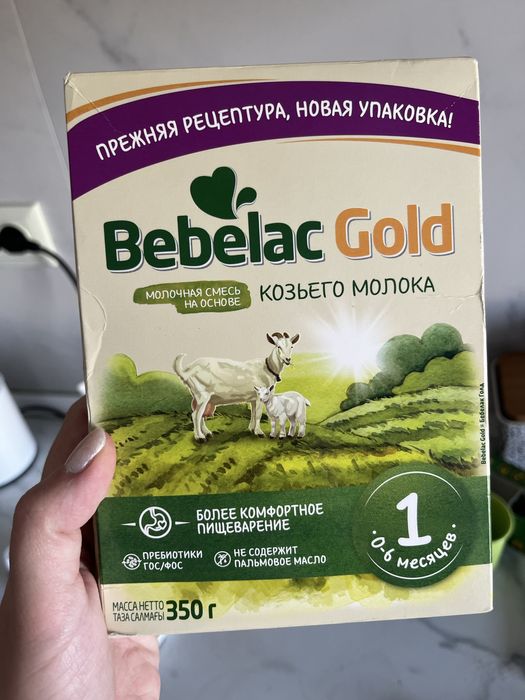 ПРЕЖНЯЯ РЕЦЕПТУРА, НОВАЯ УПАКОВКА!
Bebelac Gold
МОЛОЧНАЯ СМЕСЬ
НА ОСНОВЕ
КОЗЬЕГО МОЛОКА
Bebelac Gold = Бебелак Голд
БОЛЕЕ КОМФОРТНОЕ
ПИЩЕВАРЕНИЕ
1
0-6 месяцев
ПРЕБИОТИКИ
ГОС/ФОС
НЕ СОДЕРЖИТ
ПАЛЬМОВОЕ МАСЛО
МАССА НЕТТО
ТАЗА САЛМАҒЫ
350 г